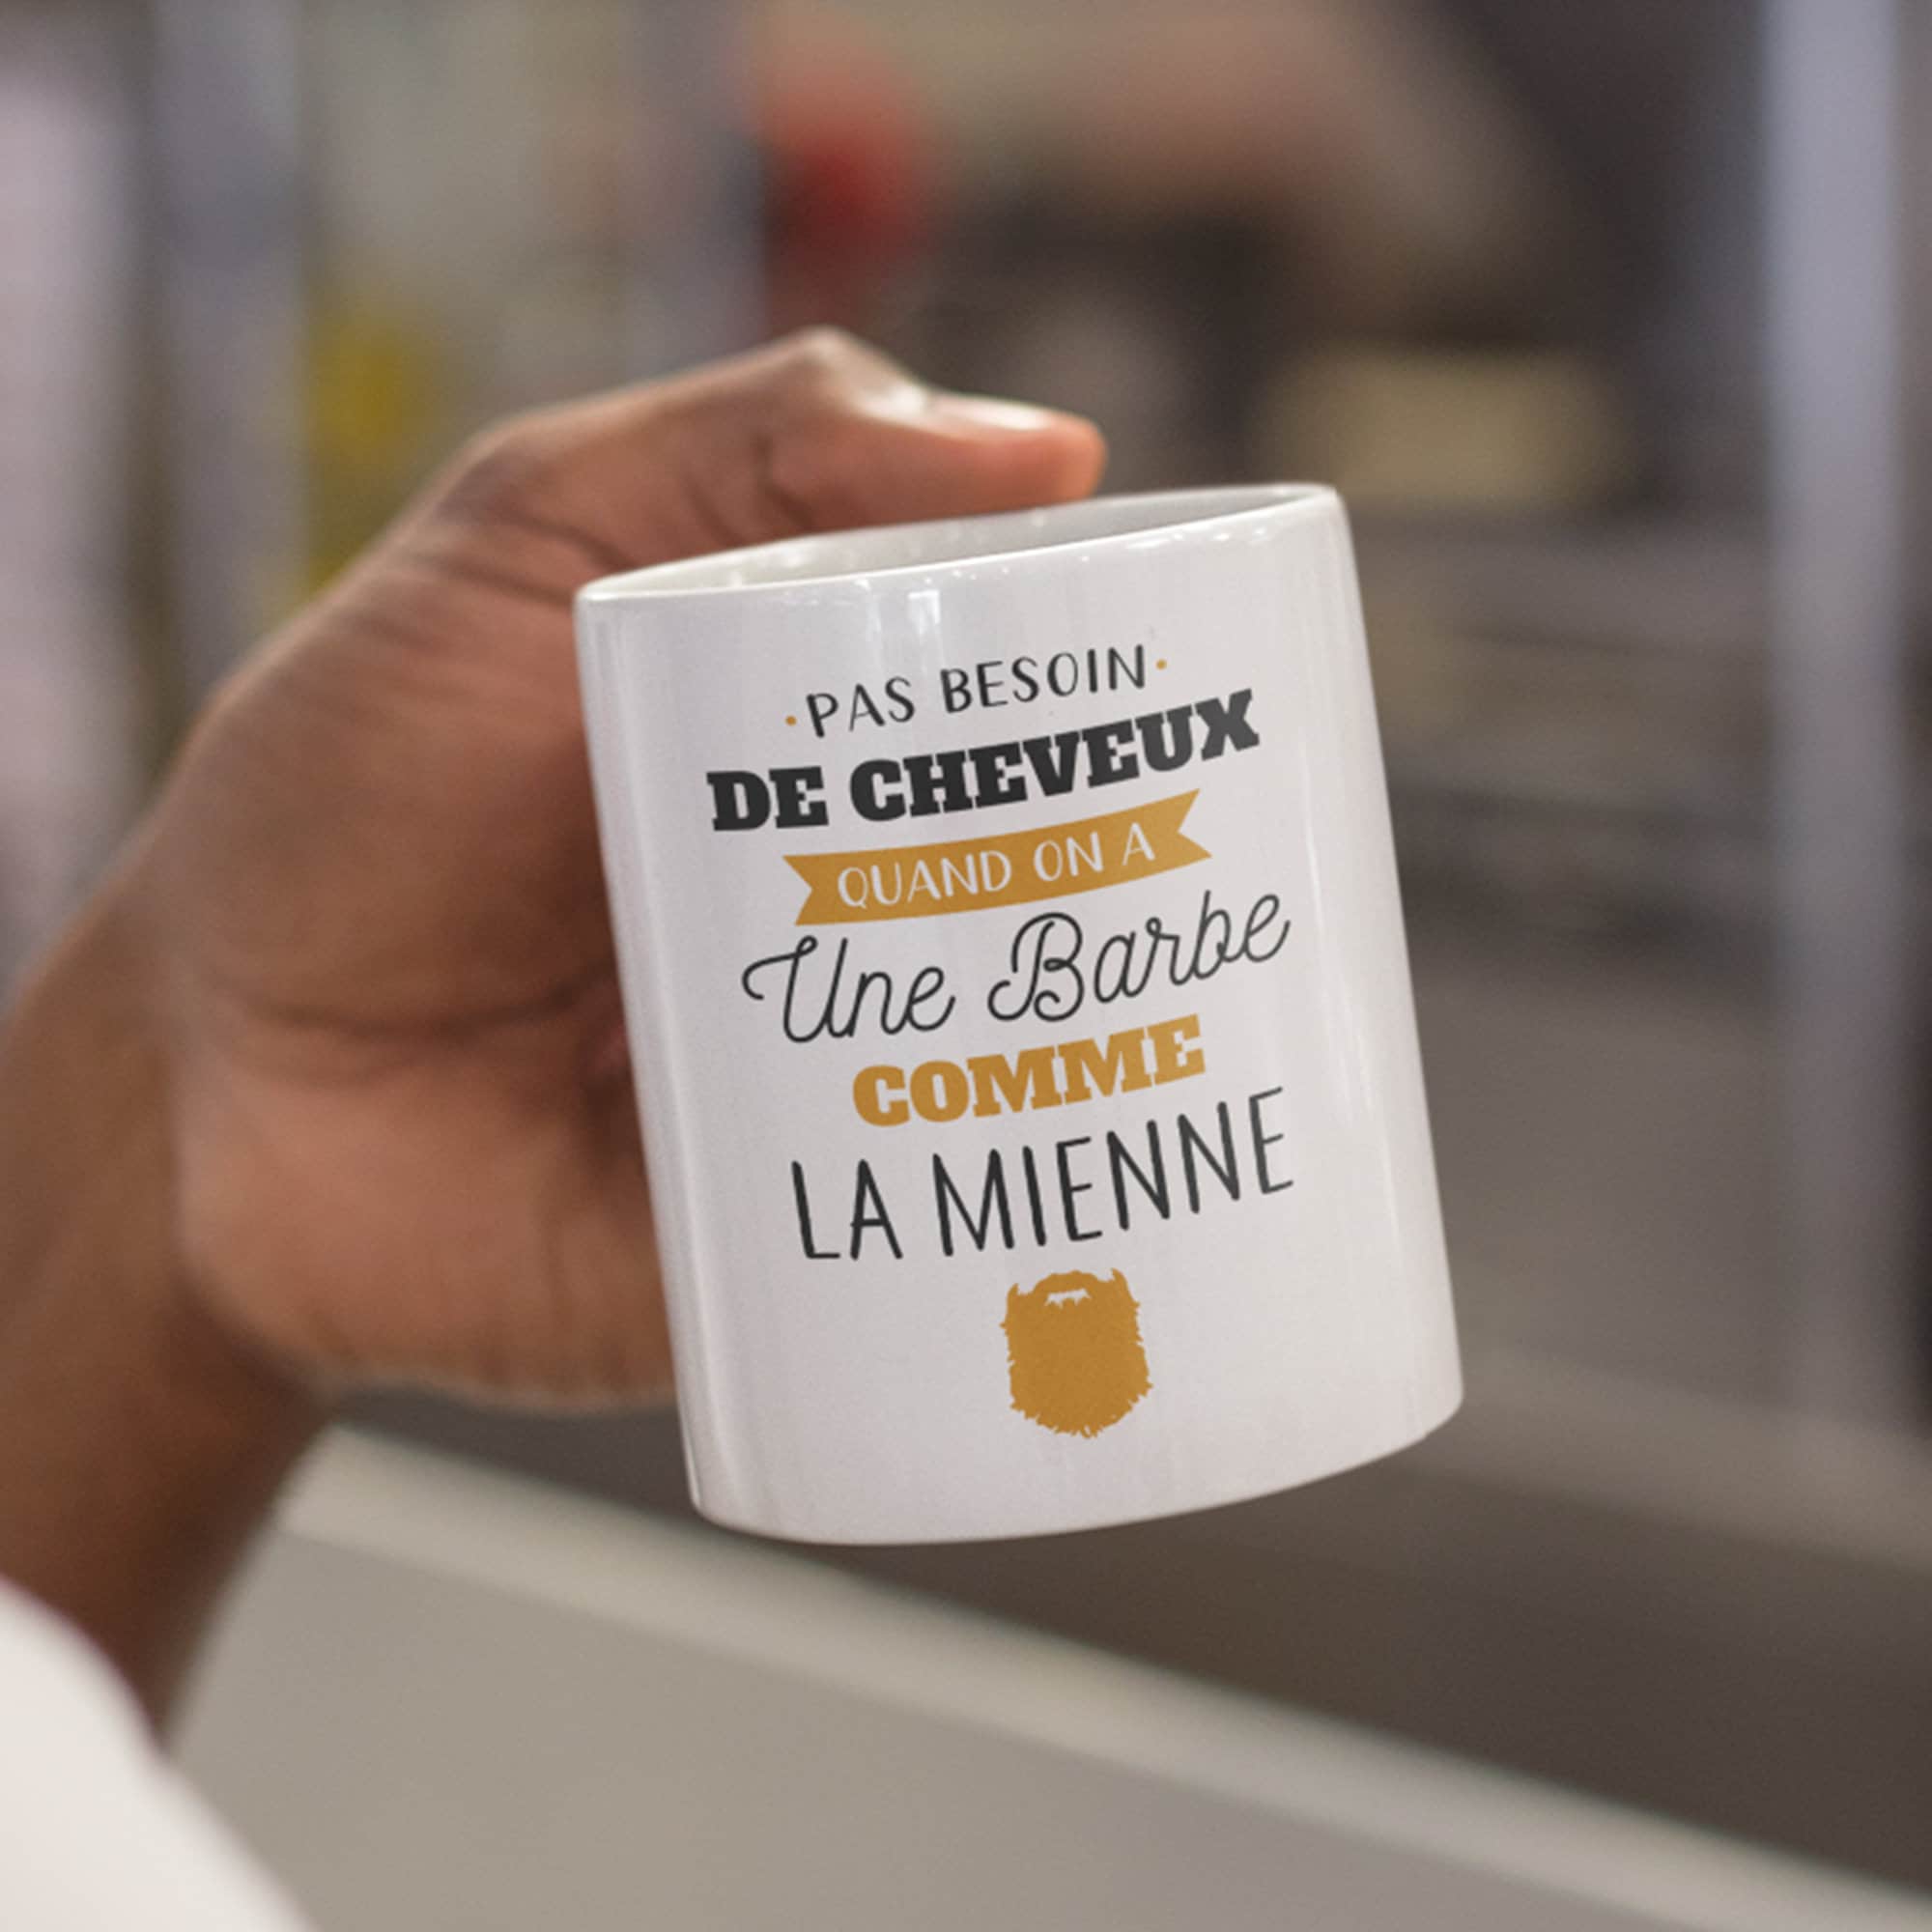 ·PAS BESOIN·
DE CHEVEUX
QUAND ON A
Une Barbe
COMME
LA MIENNE